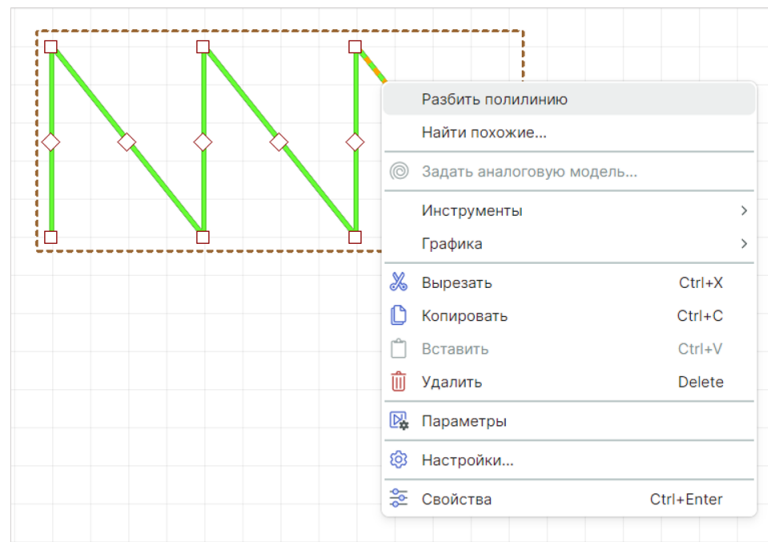 Разбить полилинию
Найти похожие...
Задать аналоговую модель...
Инструменты
Графика
Вырезать Ctrl+X
Копировать Ctrl+C
Вставить Ctrl+V
Удалить Delete
Параметры
Настройки...
Свойства Ctrl+Enter